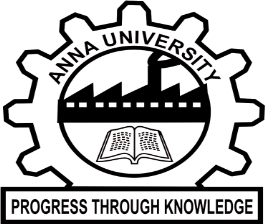 ANNA UNIVERSITY
PROGRESS THROUGH KNOWLEDGE